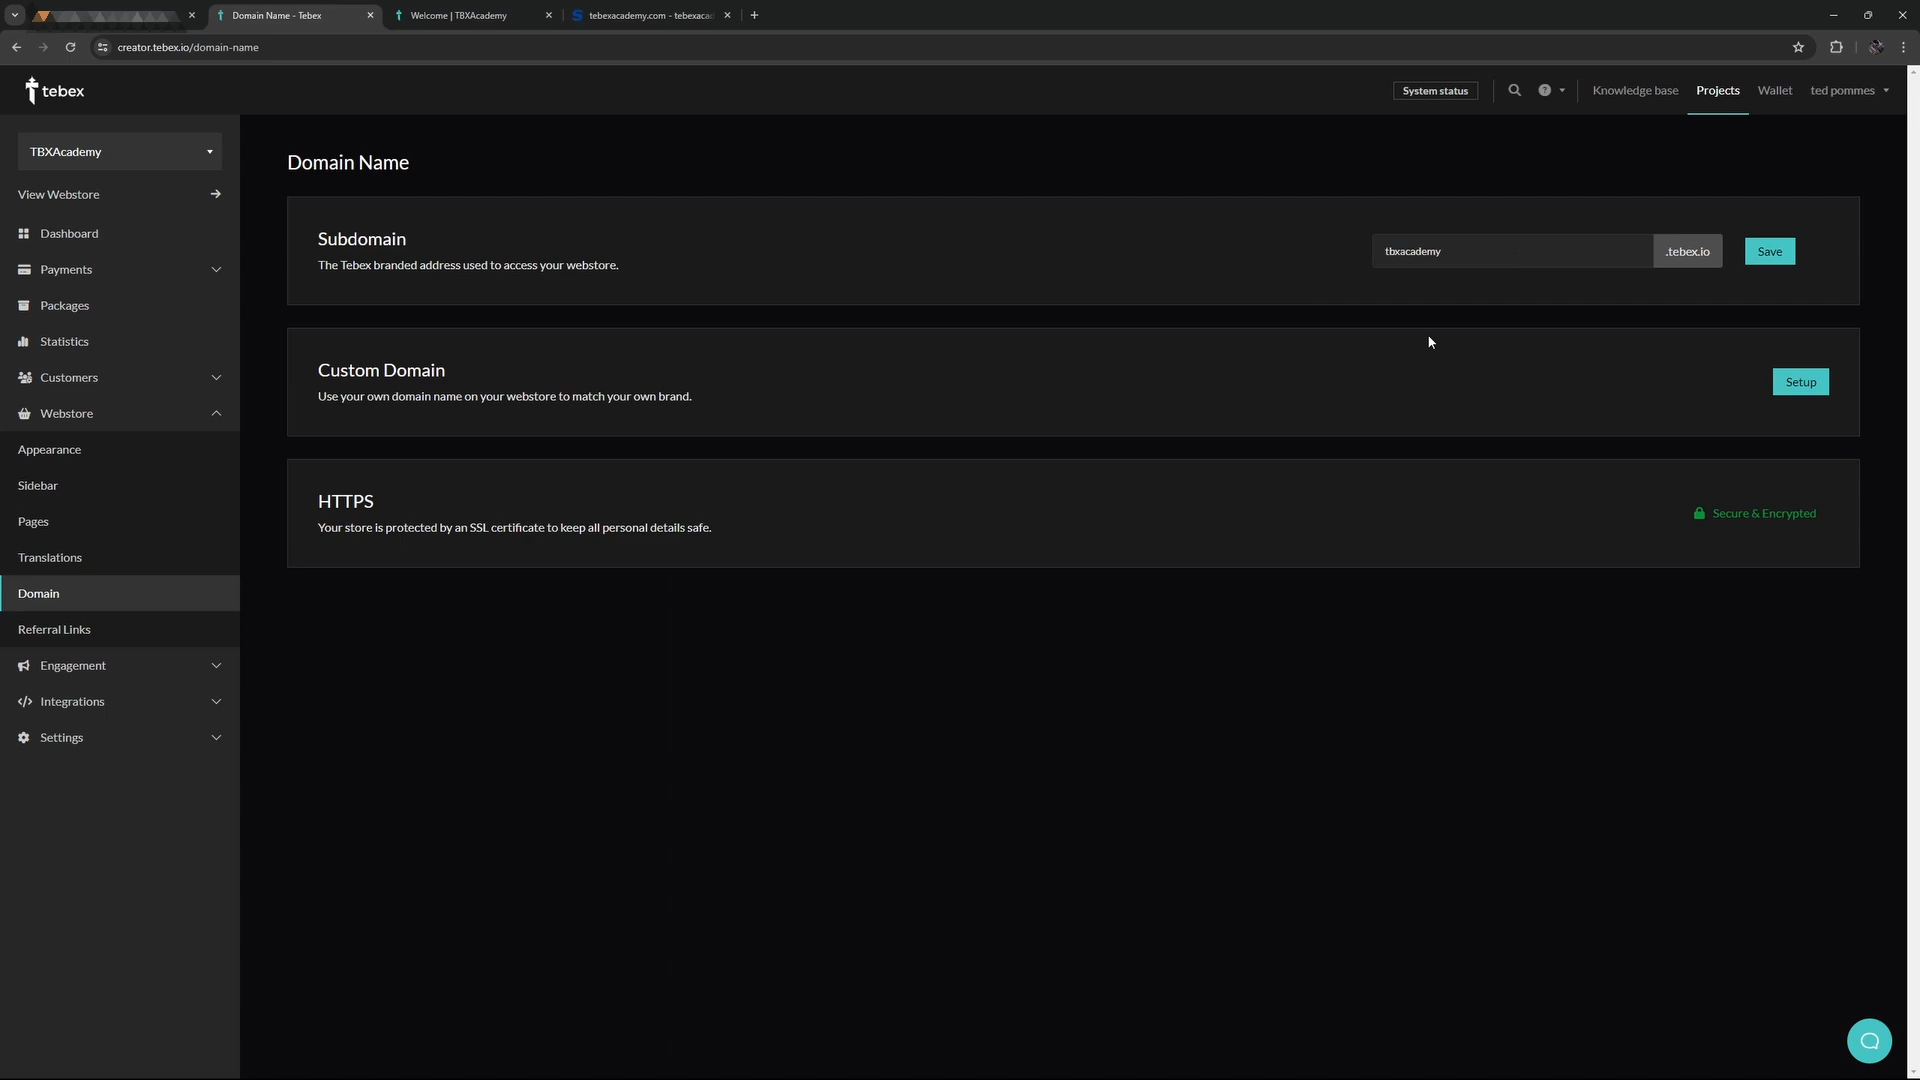 Domain Name - Tebex
Welcome | TBXAcademy
tebexacademy.com - tebexacad
creator.tebex.io/domain-name
tebex
System status
Knowledge base
Projects
Wallet
ted pommes
TBXAcademy
View Webstore
Dashboard
Payments
Packages
Statistics
Customers
Webstore
Appearance
Sidebar
Pages
Translations
Domain
Referral Links
Engagement
Integrations
Settings
Domain Name
Subdomain
The Tebex branded address used to access your webstore.
tbxacademy
.tebex.io
Save
Custom Domain
Use your own domain name on your webstore to match your own brand.
Setup
HTTPS
Your store is protected by an SSL certificate to keep all personal details safe.
Secure & Encrypted